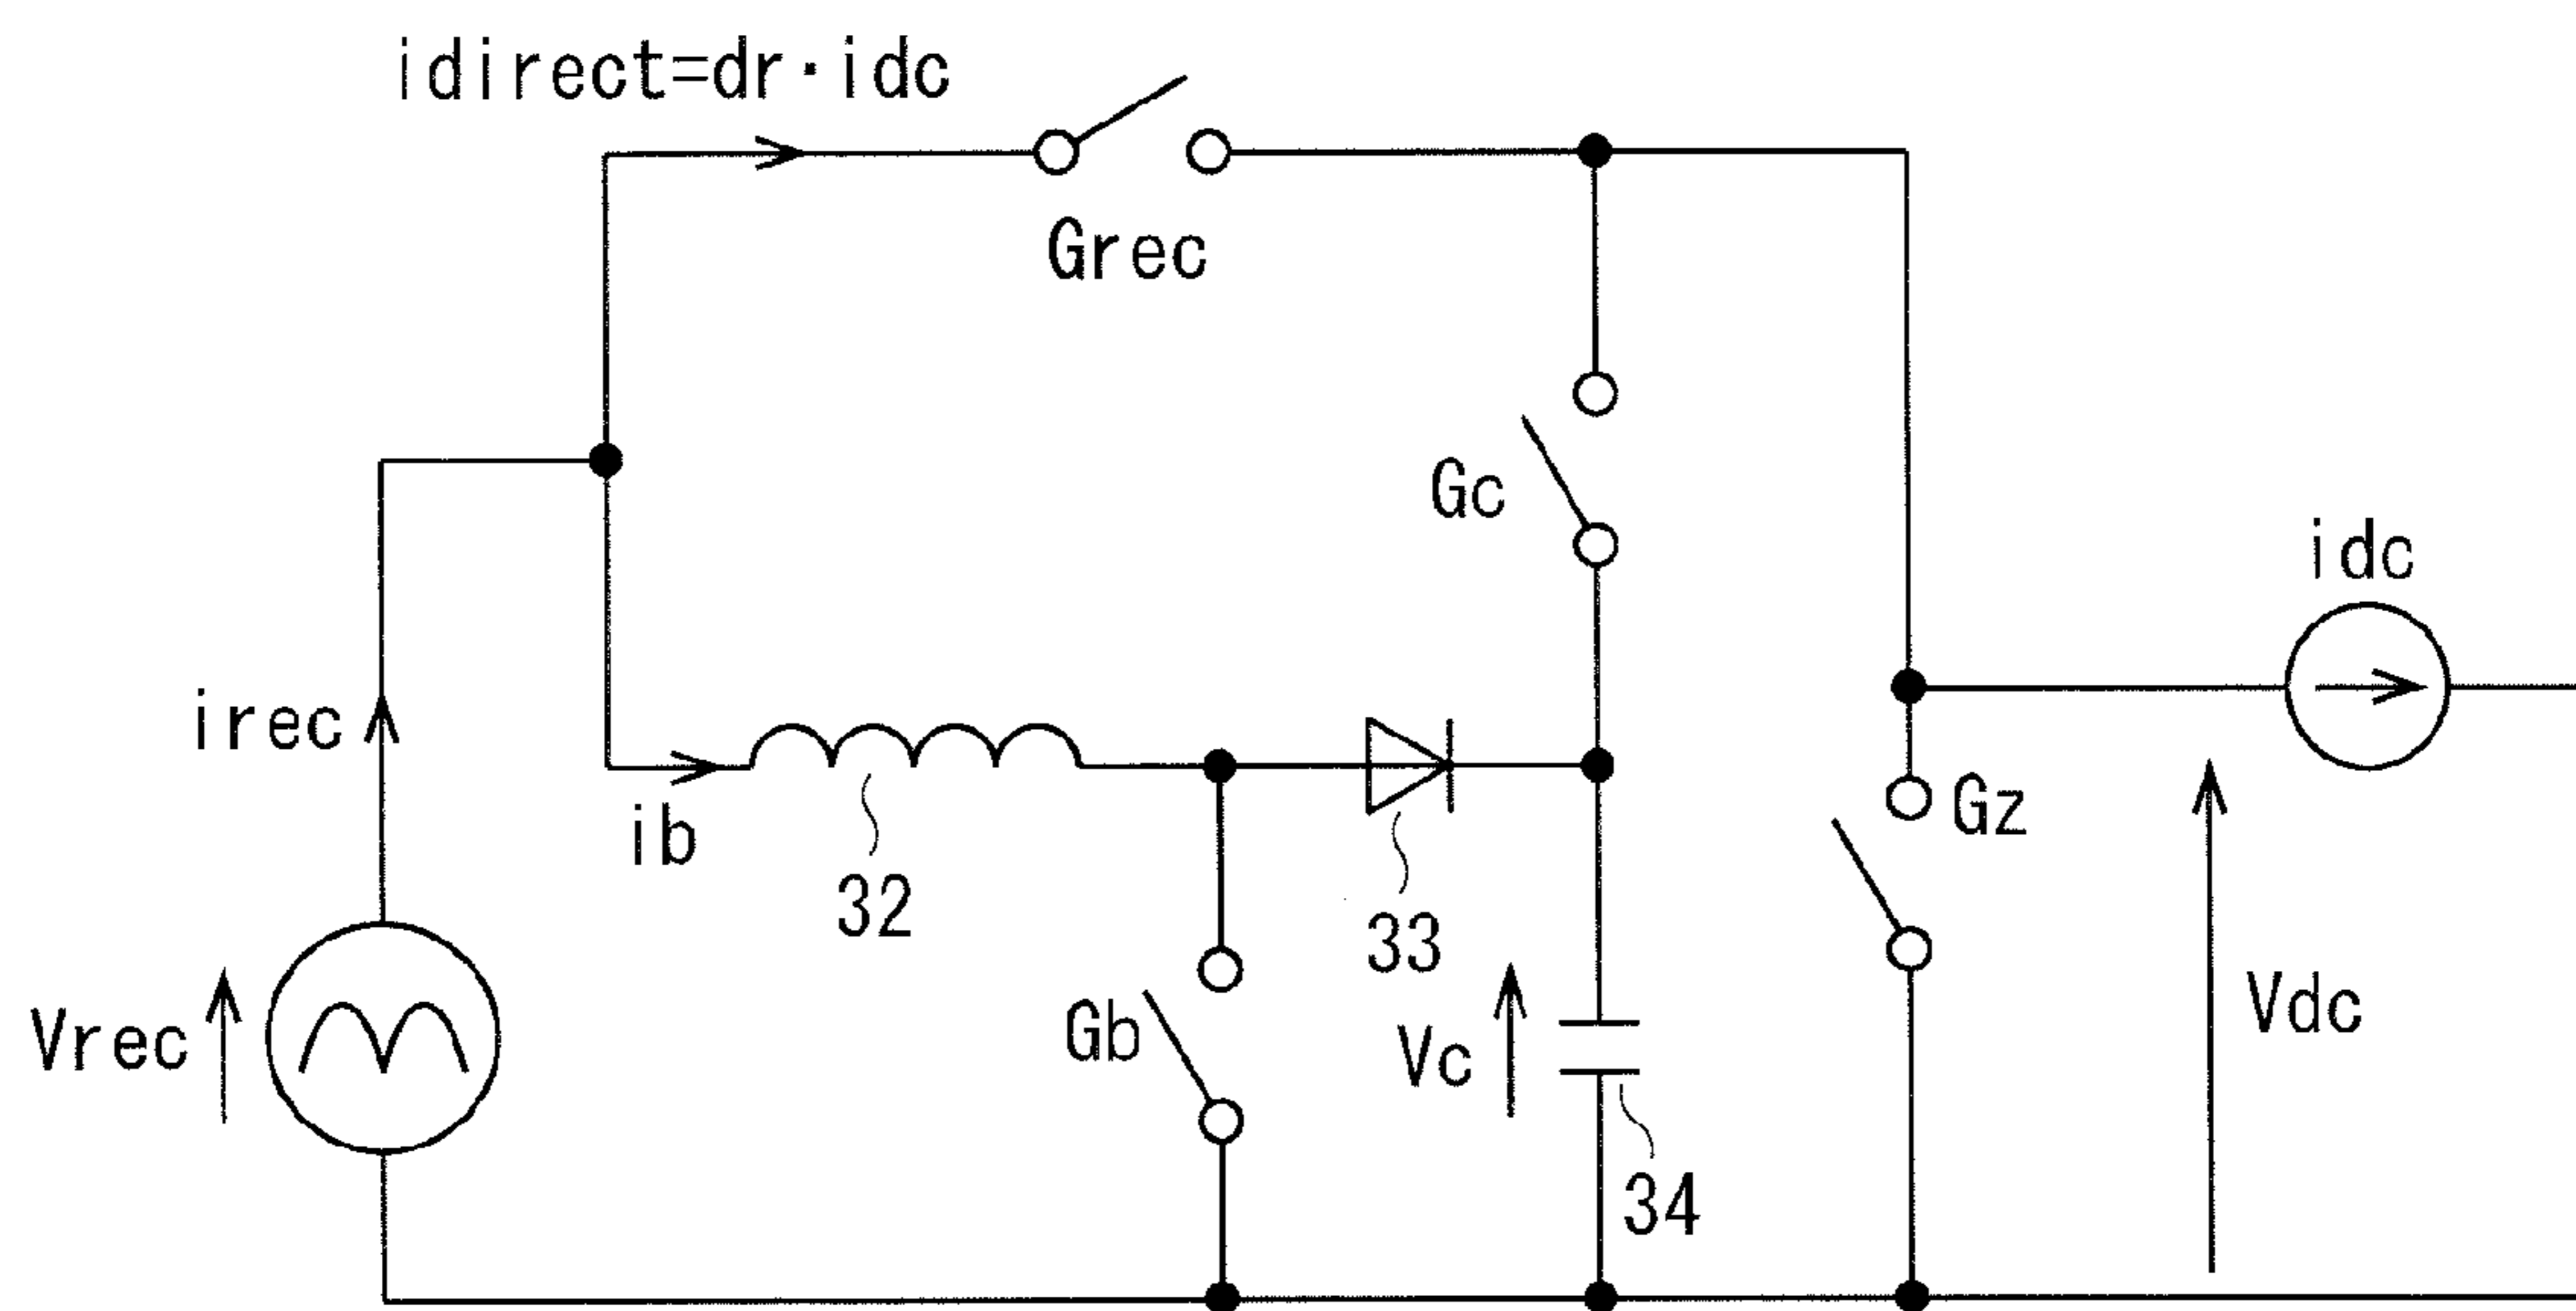 idirect=dr·idc
Grec
Gc
idc
irec
ib
32
33
Gz
Vrec
Gb
Vc
Vdc
34